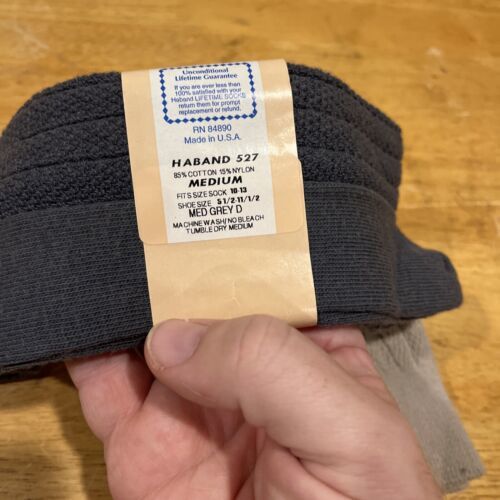 Unconditional
Lifetime Guarantee
If you are ever less than
100% satisfied with your
Haband LIFETIME SOCKS
return them for prompt
replacement or refund.
RN 84890
Made in U.S.A.
HABAND 527
85% COTTON 15% NYLON
MEDIUM
FITS SIZE SOCK 10-13
SHOE SIZE 5 1/2-11/1/2
MED GREY D
MACHINE WASH/NO BLEACH
TUMBLE DRY MEDIUM